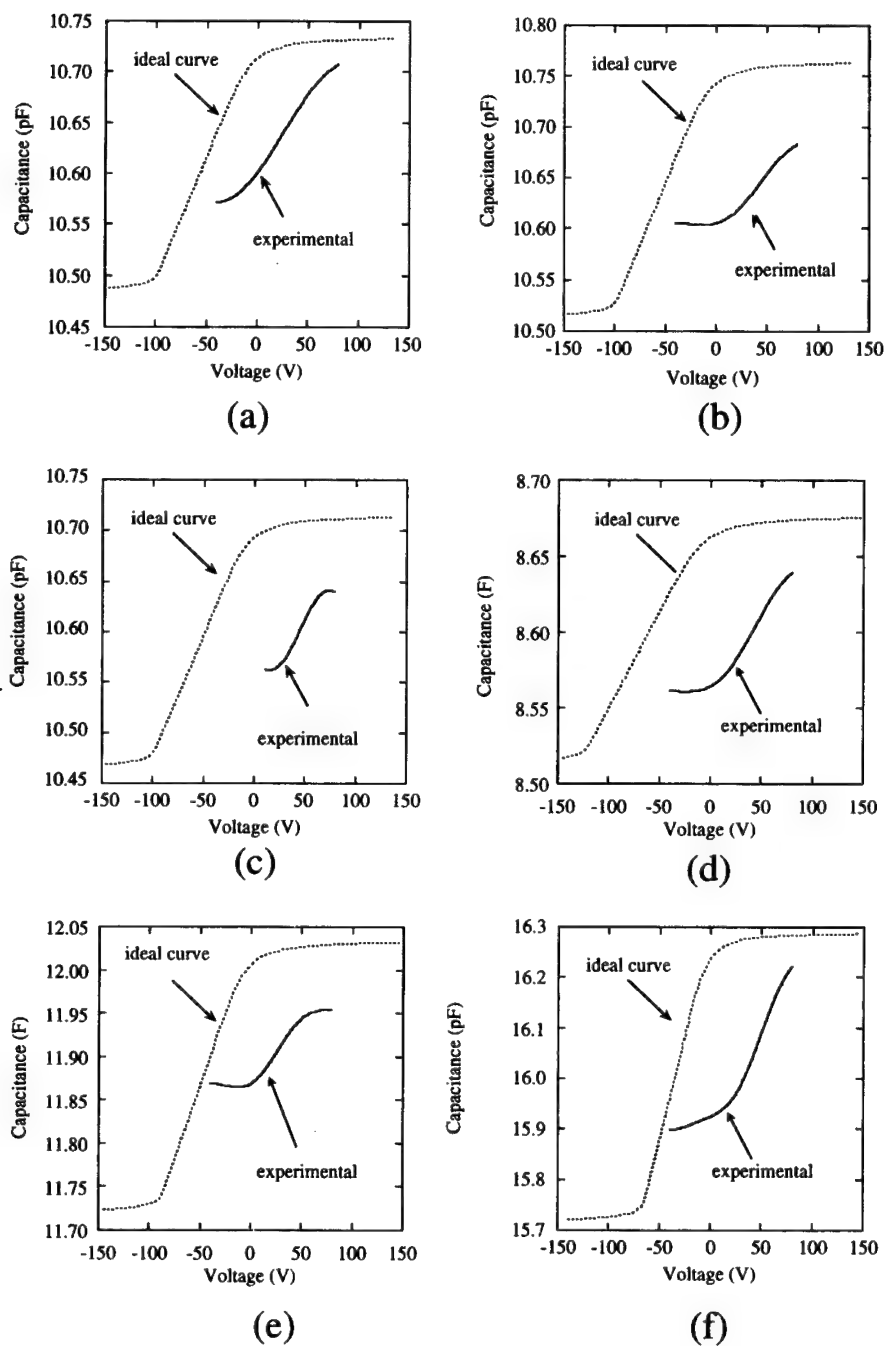 10.75
10.70
10.65
10.60
10.55
10.50
10.45
Capacitance (pF)
ideal curve
experimental
-150 -100 -50 0 50 100 150
Voltage (V)
(a)
10.80
10.75
10.70
10.65
10.60
10.55
10.50
Capacitance (pF)
ideal curve
experimental
-150 -100 -50 0 50 100 150
Voltage (V)
(b)
10.75
10.70
10.65
10.60
10.55
10.50
10.45
Capacitance (pF)
ideal curve
experimental
-150 -100 -50 0 50 100 150
Voltage (V)
(c)
8.70
8.65
8.60
8.55
8.50
Capacitance (F)
ideal curve
experimental
-150 -100 -50 0 50 100 150
Voltage (V)
(d)
12.05
12.00
11.95
11.90
11.85
11.80
11.75
11.70
Capacitance (F)
ideal curve
experimental
-150 -100 -50 0 50 100 150
Voltage (V)
(e)
16.3
16.2
16.1
16.0
15.9
15.8
15.7
Capacitance (pF)
ideal curve
experimental
-150 -100 -50 0 50 100 150
Voltage (V)
(f)